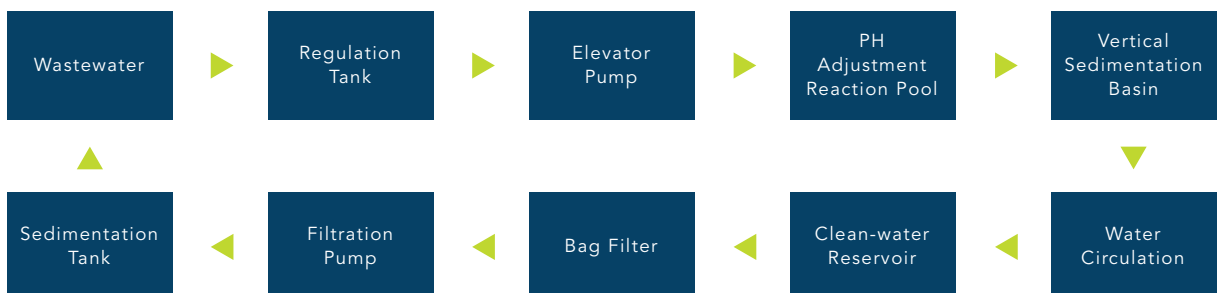 Wastewater
Regulation
Tank
Elevator
Pump
PH
Adjustment
Reaction Pool
Vertical
Sedimentation
Basin
Sedimentation
Tank
Filtration
Pump
Bag Filter
Clean-water
Reservoir
Water
Circulation